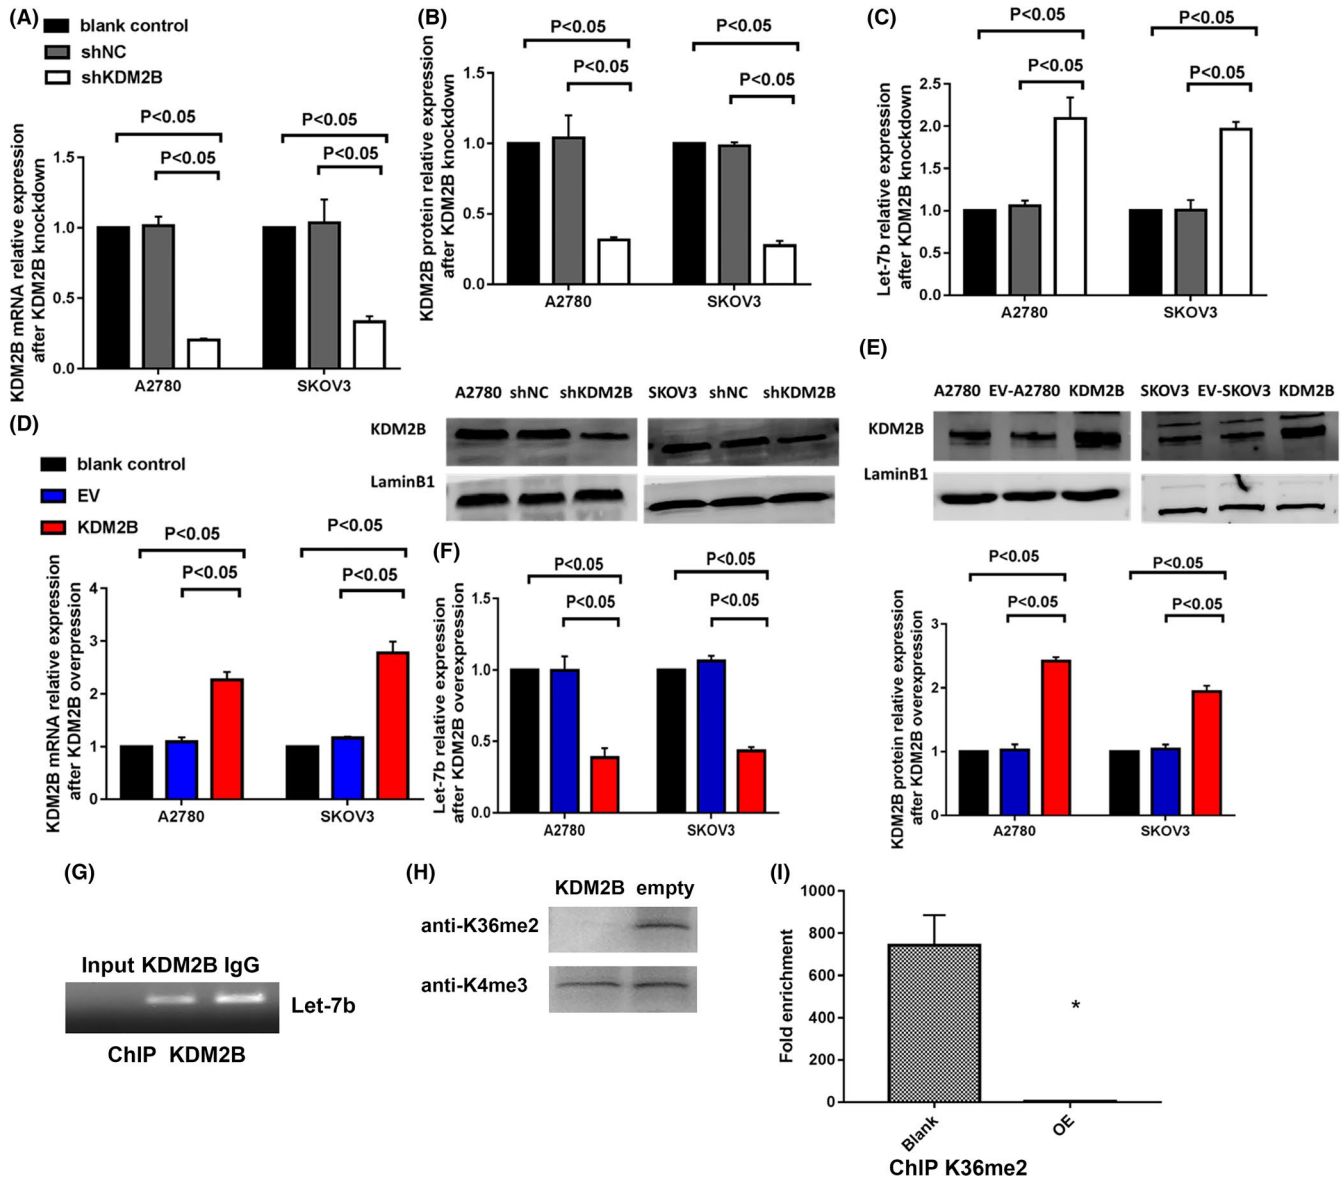 (A)
blank control
shNC
shKDM2B
KDM2B mRNA relative expression
after KDM2B knockdown
P<0.05
P<0.05
P<0.05
P<0.05
1.5
1.0
0.5
0.0
A2780
SKOV3
(B)
KDM2B protein relative expression
after KDM2B knockdown
P<0.05
P<0.05
P<0.05
P<0.05
1.5
1.0
0.5
0.0
A2780
SKOV3
A2780 shNC shKDM2B SKOV3 shNC shKDM2B
KDM2B
LaminB1
(C)
Let-7b relative expression
after KDM2B knockdown
P<0.05
P<0.05
P<0.05
P<0.05
2.5
2.0
1.5
1.0
0.5
0.0
A2780
SKOV3
(D)
blank control
EV
KDM2B
KDM2B mRNA relative expression
after KDM2B overpression
P<0.05
P<0.05
P<0.05
P<0.05
4
3
2
1
0
A2780
SKOV3
(E)
A2780 EV-A2780 KDM2B SKOV3 EV-SKOV3 KDM2B
KDM2B
LaminB1
KDM2B protein relative expression
after KDM2B overexpression
P<0.05
P<0.05
P<0.05
P<0.05
3
2
1
0
A2780
SKOV3
(F)
Let-7b relative expression
after KDM2B overexpression
P<0.05
P<0.05
P<0.05
P<0.05
1.5
1.0
0.5
0.0
A2780
SKOV3
(G)
Input KDM2B IgG
Let-7b
ChIP KDM2B
(H)
KDM2B empty
anti-K36me2
anti-K4me3
(I)
Fold enrichment
1000
800
600
400
200
0
*
Blank
OE
ChIP K36me2